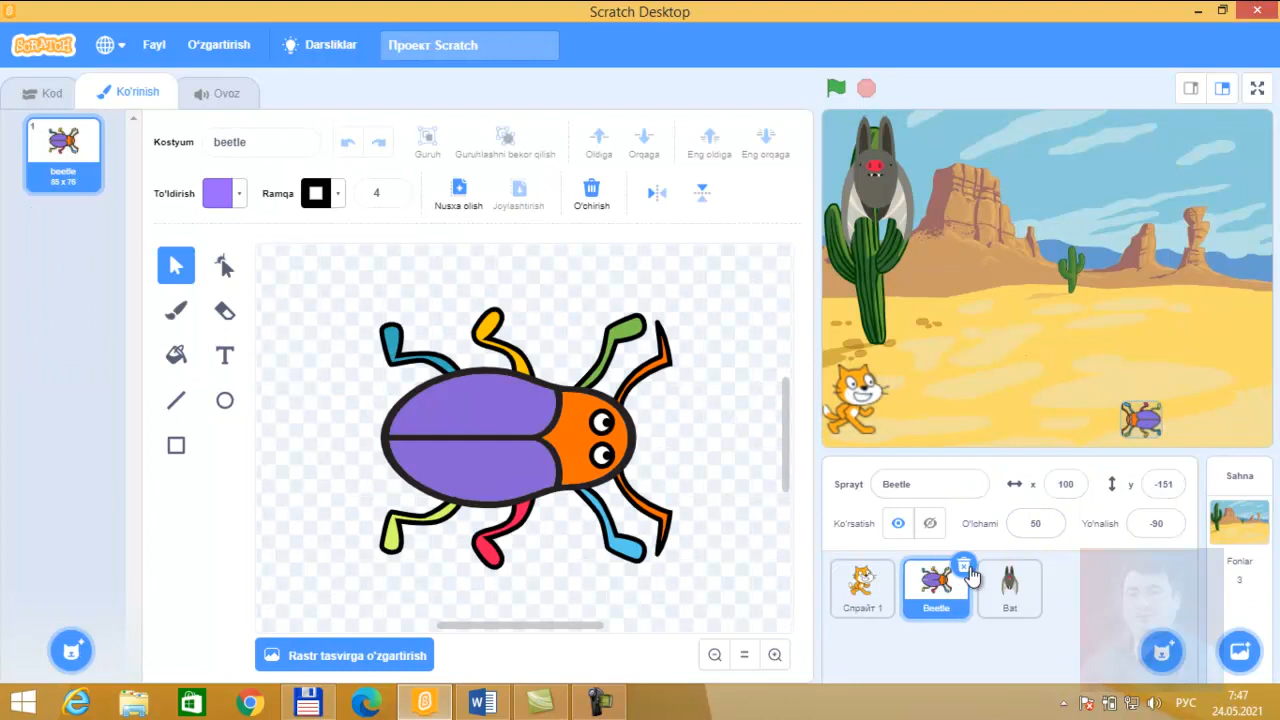 Scratch Desktop
SCRATCH
Fayl
O'zgartirish
Darsliklar
Проект Scratch
Kod
Ko'rinish
Ovoz
1
beetle
85 x 76
Kostyum
beetle
Guruh
Guruhlashni bekor qilish
Oldiga
Orqaga
Eng oldiga
Eng orqaga
To'ldirish
Ramqa
4
Nusxa olish
Joylashtirish
O'chirish
T
Rastr tasvirga o'zgartirish
Sprayt
Beetle
x
100
y
-151
Ko'rsatish
O'lchami
50
Yo'nalish
-90
Спрайт 1
Beetle
Bat
Sahna
Fonlar
3
РУС
7:47
24.05.2021